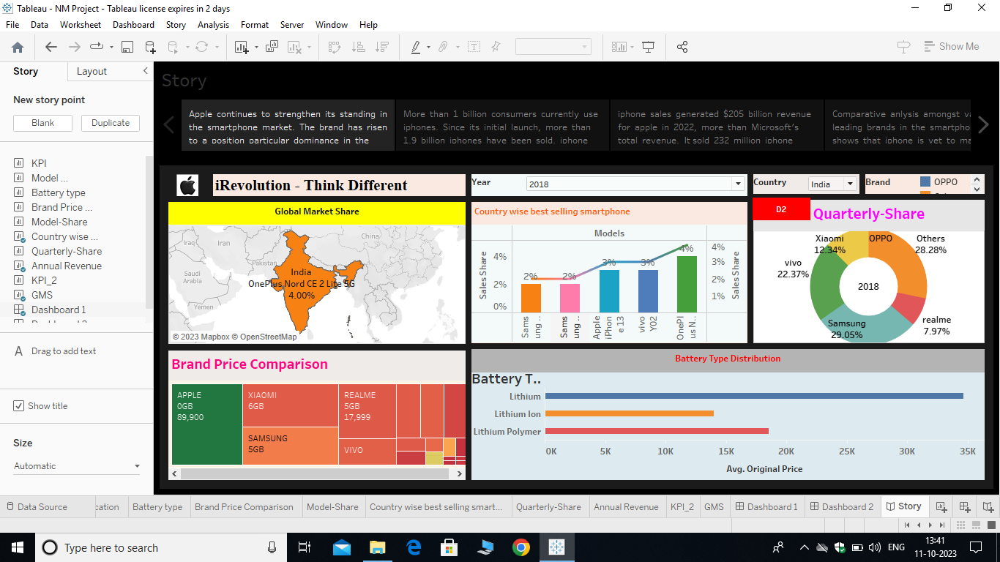 Tableau - NM Project - Tableau license expires in 2 days
File Data Worksheet Dashboard Story Analysis Format Server Window Help
Show Me
Story Layout
New story point
Blank Duplicate
KPI
Model ...
Battery type
Brand Price ...
Model-Share
Country wise ...
Quarterly-Share
Annual Revenue
KPI_2
GMS
Dashboard 1
Drag to add text
Show title
Size
Automatic
Story
Apple continues to strengthen its standing in
the smartphone market. The brand has risen
to a position particular dominance in the
More than 1 billion consumers currently use
iphones. Since its initial launch, more than
1.9 billion iphones have been sold. iphone
iphone sales generated $205 billion revenue
for apple in 2022, more than Microsoft's
total revenue. It sold 232 million iphone
Comparative anlysis amongst va
leading brands in the smartpho
shows that iphone is yet to ma
iRevolution - Think Different
Year 2018
Country India
Brand OPPO
Global Market Share
Iraq
Iran
China
Pakistan
Saudi
Arabia
Yemen
India
OnePlus Nord CE 2 Lite 5G
4.00%
© 2023 Mapbox © OpenStreetMap
Country wise best selling smartphone
Models
Sales Share
4%
2%
0%
2% 2% 3% 3% 4%
4%
3%
2%
1%
Sales Share
Sams
ung ..
Sams
ung ..
Apple
iPhon
e 13
vivo
Y02
OnePl
us N..
D2
Quarterly-Share
Xiaomi
12.34%
OPPO
Others
28.28%
vivo
22.37%
2018
Samsung
29.05%
realme
7.97%
Brand Price Comparison
APPLE
0GB
89,900
XIAOMI
6GB
SAMSUNG
5GB
REALME
5GB
17,999
VIVO
Battery Type Distribution
Battery T..
Lithium
Lithium Ion
Lithium Polymer
0K 5K 10K 15K 20K 25K 30K 35K
Avg. Original Price
Data Source
cation
Battery type
Brand Price Comparison
Model-Share
Country wise best selling smart...
Quarterly-Share
Annual Revenue
KPI_2
GMS
Dashboard 1
Dashboard 2
Story
Type here to search
ENG
13:41
11-10-2023